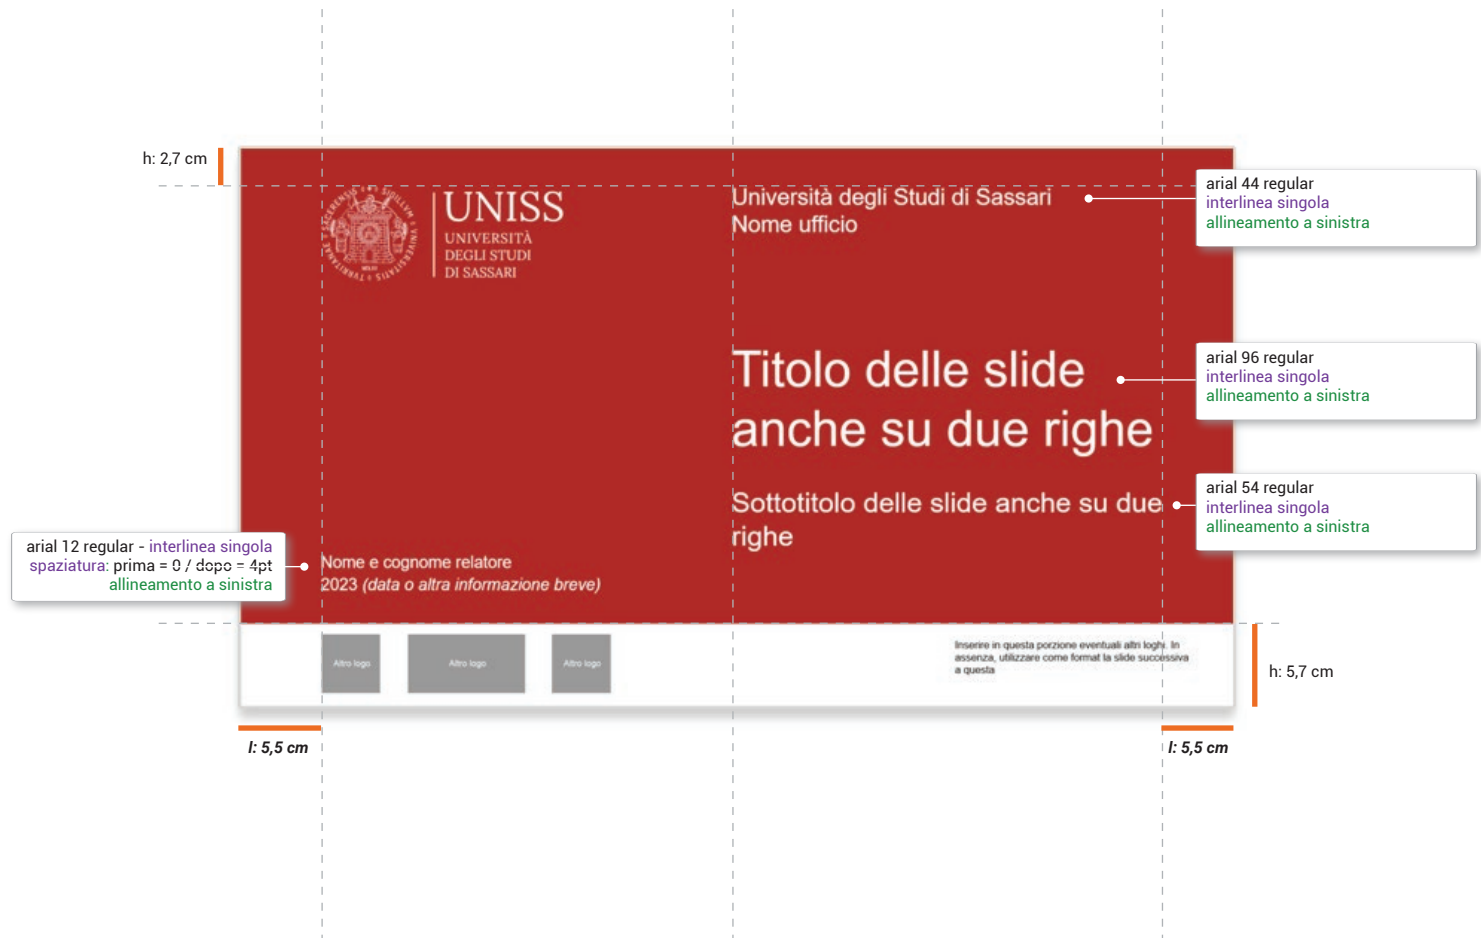 h: 2,7 cm
UNISS
UNIVERSITÀ
DEGLI STUDI
DI SASSARI
Università degli Studi di Sassari
Nome ufficio
arial 44 regular
interlinea singola
allineamento a sinistra
Titolo delle slide
anche su due righe
arial 96 regular
interlinea singola
allineamento a sinistra
Sottotitolo delle slide anche su due
righe
arial 54 regular
interlinea singola
allineamento a sinistra
arial 12 regular - interlinea singola
spaziatura: prima = 0 / dopo = 4pt
allineamento a sinistra
Nome e cognome relatore
2023 (data o altra informazione breve)
Altro logo
Altro logo
Altro logo
Inserire in questa porzione eventuali altri loghi. In
assenza, utilizzare come format la slide successiva
a questa
h: 5,7 cm
l: 5,5 cm
l: 5,5 cm